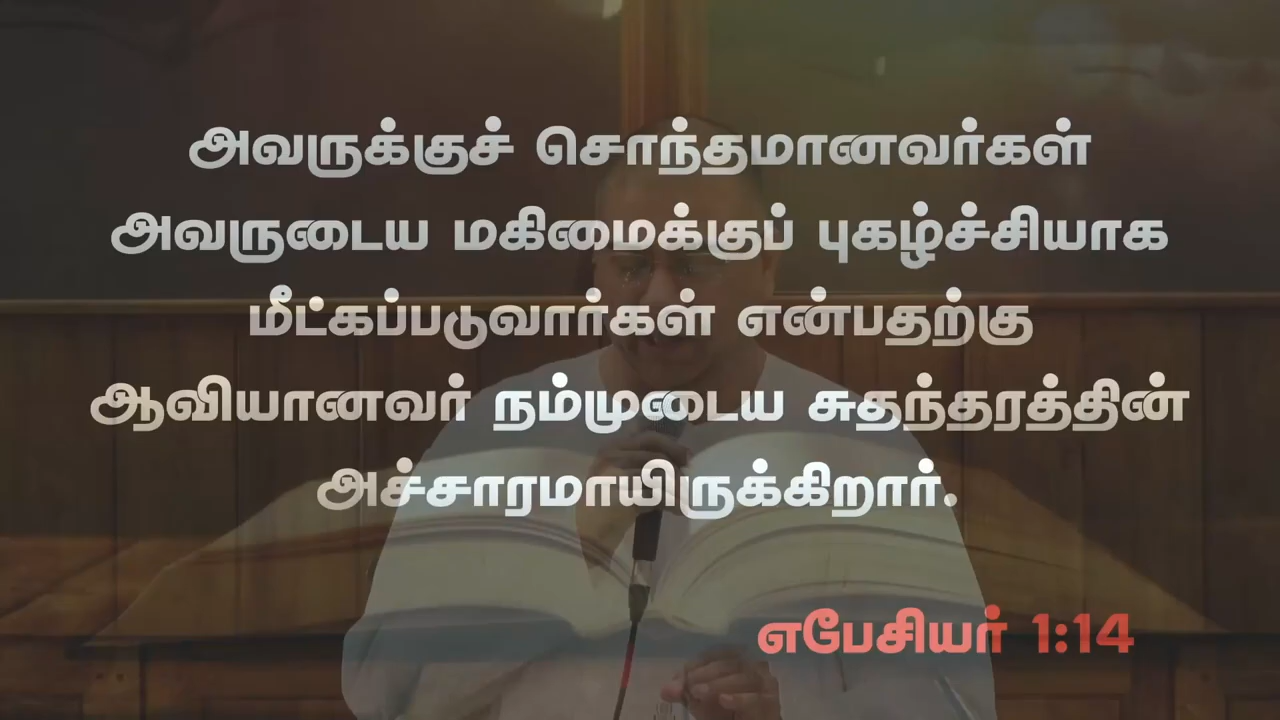 அவருக்குச் சொந்தமானவர்கள்
அவருடைய மகிமைக்குப் புகழ்ச்சியாக
மீட்கப்படுவார்கள் என்பதற்கு
ஆவியானவர் நம்முடைய சுதந்தரத்தின்
அச்சாரமாயிருக்கிறார்.
எபேசியர் 1:14